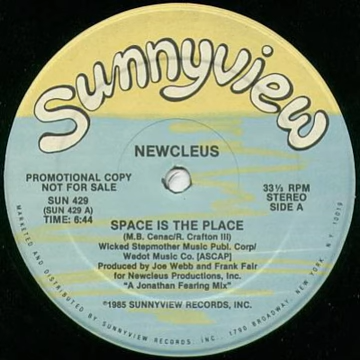 Sunnyview
NEWCLEUS
PROMOTIONAL COPY
NOT FOR SALE
SUN 429
(SUN 429 A)
TIME: 6:44
33⅓ RPM
STEREO
SIDE A
SPACE IS THE PLACE
(M.B. Cenac/R. Crafton III)
Wicked Stepmother Music Publ. Corp/
Wedot Music Co. [ASCAP]
Produced by Joe Webb and Frank Fair
for Newcleus Productions, Inc.
"A Jonathan Fearing Mix"
©1985 SUNNYVIEW RECORDS, INC.
MARKETED AND DISTRIBUTED BY SUNNYVIEW RECORDS, INC. 1790 BROADWAY, NEW YORK, N.Y. 10019